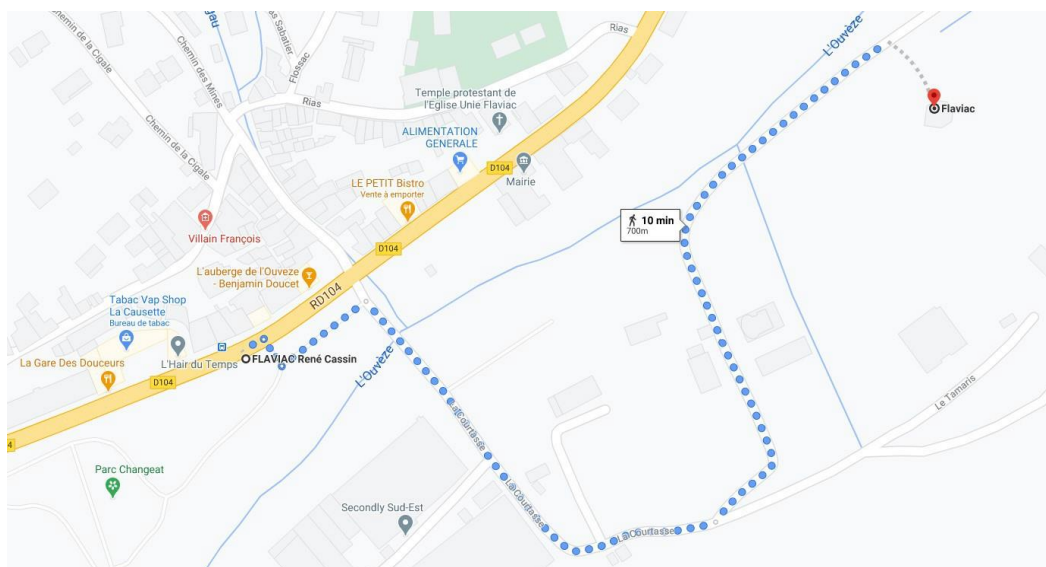 Chemin de la Cigale
Chemin des Mines
Rias Sabatier
Flossac
Rias
Rias
L'Ouvèze
Temple protestant de
l'Eglise Unie Flaviac
ALIMENTATION
GENERALE
D104
Mairie
Flaviac
Chemin de la Cigale
LE PETIT Bistro
Vente à emporter
Villain François
D104
10 min
700m
L'auberge de l'Ouveze
- Benjamin Doucet
RD104
Tabac Vap Shop
La Causette
Bureau de tabac
La Gare Des Douceurs
L'Hair du Temps
FLAVIAC René Cassin
D104
L'Ouvèze
Le Tamaris
La Courtasse
4
Parc Changeat
Secondly Sud-Est
La Courtasse
La Courtasse